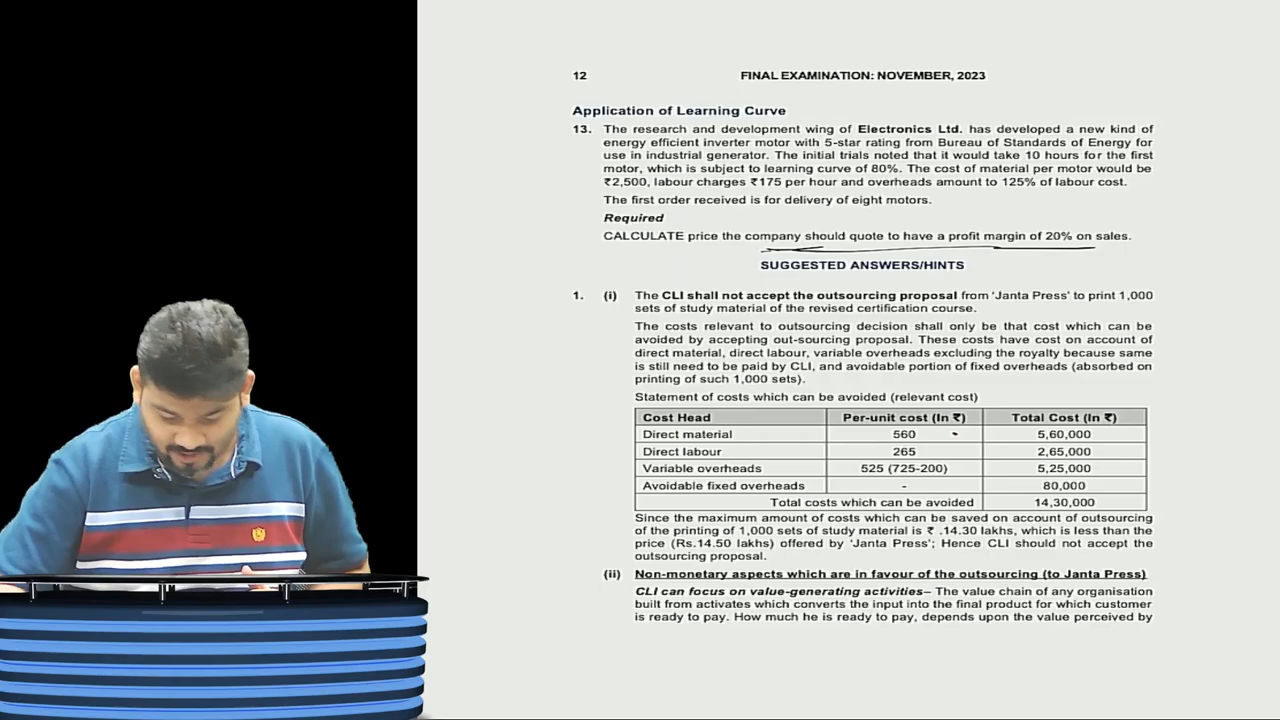 12 FINAL EXAMINATION: NOVEMBER, 2023
Application of Learning Curve
13. The research and development wing of Electronics Ltd. has developed a new kind of
energy efficient inverter motor with 5-star rating from Bureau of Standards of Energy for
use in industrial generator. The initial trials noted that it would take 10 hours for the first
motor, which is subject to learning curve of 80%. The cost of material per motor would be
₹2,500, labour charges ₹175 per hour and overheads amount to 125% of labour cost.
The first order received is for delivery of eight motors.
Required
CALCULATE price the company should quote to have a profit margin of 20% on sales.
SUGGESTED ANSWERS/HINTS
1. (i) The CLI shall not accept the outsourcing proposal from 'Janta Press' to print 1,000
sets of study material of the revised certification course.
The costs relevant to outsourcing decision shall only be that cost which can be
avoided by accepting out-sourcing proposal. These costs have cost on account of
direct material, direct labour, variable overheads excluding the royalty because same
is still need to be paid by CLI, and avoidable portion of fixed overheads (absorbed on
printing of such 1,000 sets).
Statement of costs which can be avoided (relevant cost)
Cost Head Per-unit cost (In ₹) Total Cost (In ₹)
Direct material 560 5,60,000
Direct labour 265 2,65,000
Variable overheads 525 (725-200) 5,25,000
Avoidable fixed overheads - 80,000
Total costs which can be avoided 14,30,000
Since the maximum amount of costs which can be saved on account of outsourcing
of the printing of 1,000 sets of study material is ₹ .14.30 lakhs, which is less than the
price (Rs.14.50 lakhs) offered by 'Janta Press'; Hence CLI should not accept the
outsourcing proposal.
(ii) Non-monetary aspects which are in favour of the outsourcing (to Janta Press)
CLI can focus on value-generating activities– The value chain of any organisation
built from activates which converts the input into the final product for which customer
is ready to pay. How much he is ready to pay, depends upon the value perceived by